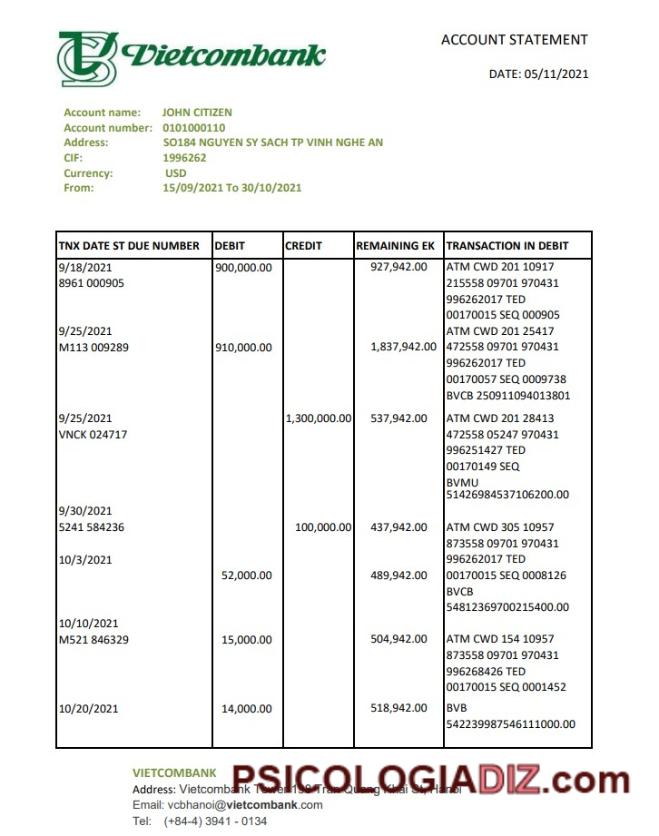 Vietcombank
ACCOUNT STATEMENT
DATE: 05/11/2021
Account name: JOHN CITIZEN
Account number: 0101000110
Address: SO184 NGUYEN SY SACH TP VINH NGHE AN
CIF: 1996262
Currency: USD
From: 15/09/2021 To 30/10/2021
TNX DATE ST DUE NUMBER DEBIT CREDIT REMAINING EK TRANSACTION IN DEBIT
9/18/2021 900,000.00 927,942.00 ATM CWD 201 10917
8961 000905 215558 09701 970431
996262017 TED
00170015 SEQ 000905
9/25/2021 ATM CWD 201 25417
M113 009289 910,000.00 1,837,942.00 472558 09701 970431
996262017 TED
00170057 SEQ 0009738
BVCB 250911094013801
9/25/2021 1,300,000.00 537,942.00 ATM CWD 201 28413
VNCK 024717 472558 05247 970431
996251427 TED
00170149 SEQ
BVMU
51426984537106200.00
9/30/2021
5241 584236 100,000.00 437,942.00 ATM CWD 305 10957
873558 09701 970431
10/3/2021 996262017 TED
52,000.00 489,942.00 00170015 SEQ 0008126
BVCB
54812369700215400.00
10/10/2021
M521 846329 15,000.00 504,942.00 ATM CWD 154 10957
873558 09701 970431
996268426 TED
00170015 SEQ 0001452
10/20/2021 14,000.00 518,942.00 BVB
542239987546111000.00
VIETCOMBANK
PSICOLOGIADIZ.com
Address: Vietcombank Tower 198 Tran Quang Khai St, Hanoi
Email: vcbhanoi@vietcombank.com
Tel: (+84-4) 3941 - 0134